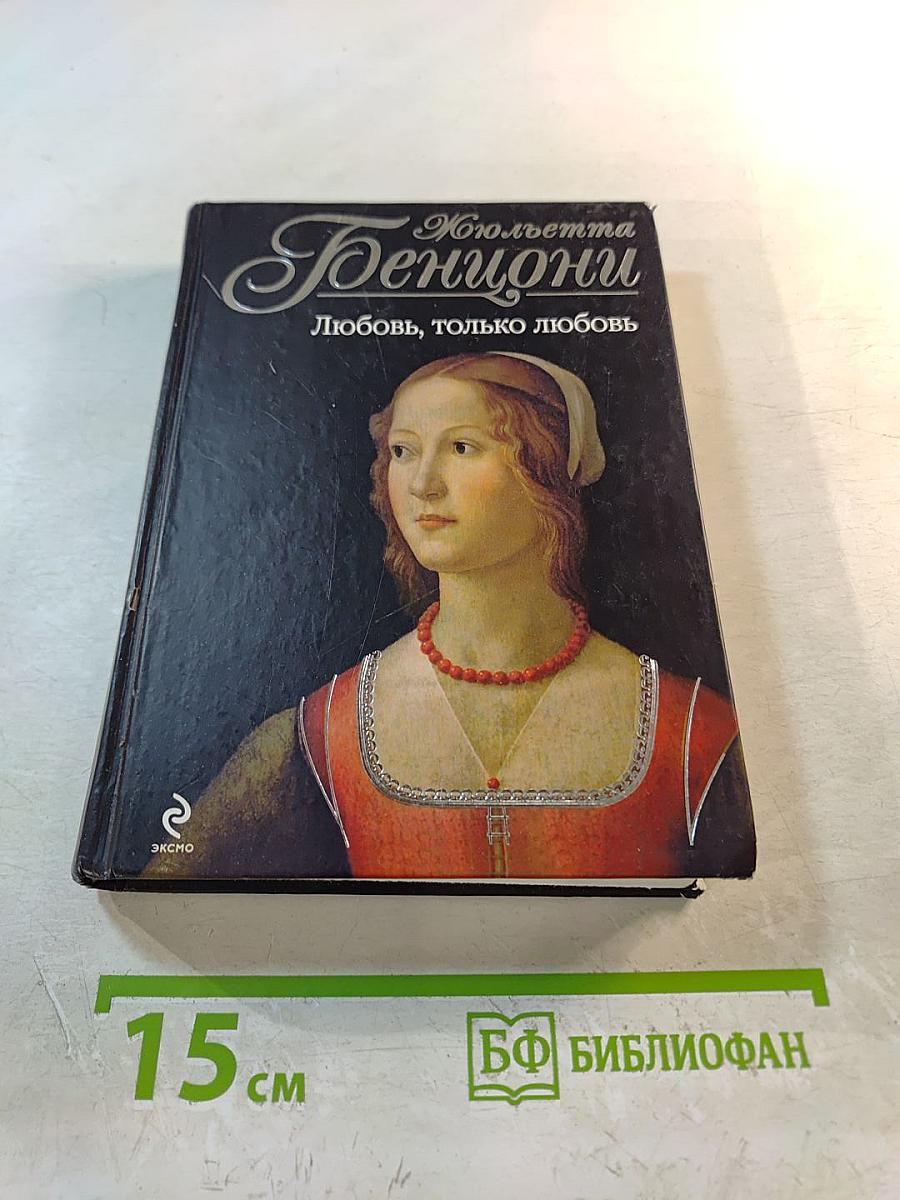 Жюльетта
Бенцони
Любовь, только любовь
ЭКСМО
15 см
БФ БИБЛИОФАН